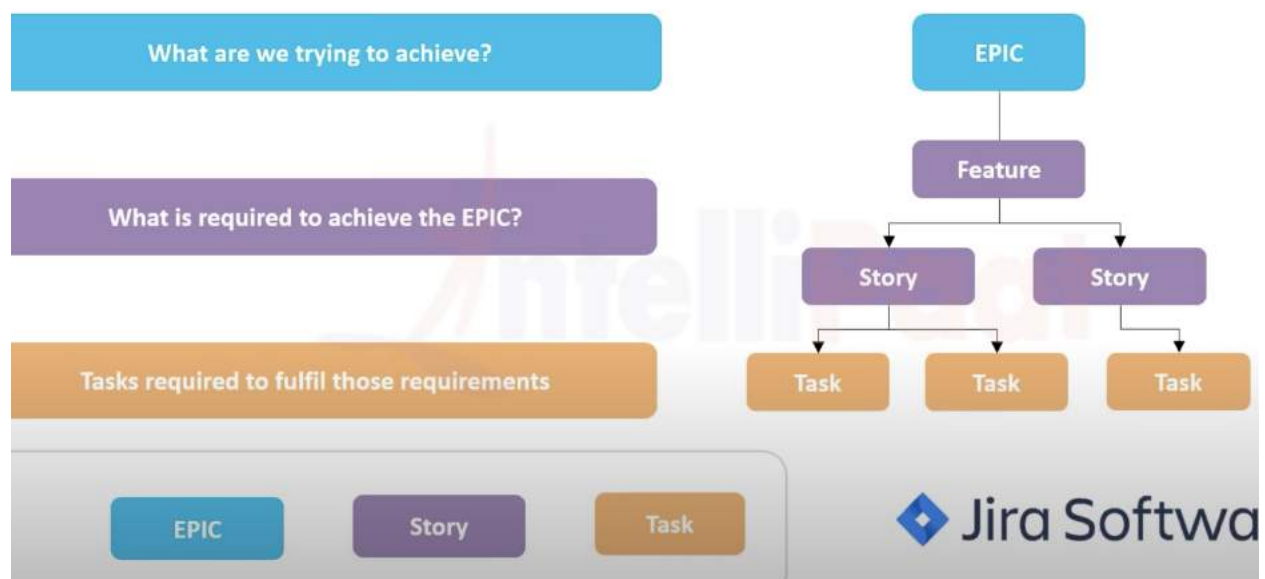 What are we trying to achieve?
EPIC
Feature
What is required to achieve the EPIC?
Story
Story
Tasks required to fulfil those requirements
Task
Task
Task
EPIC
Story
Task
Jira Softwa
IntelliPaat